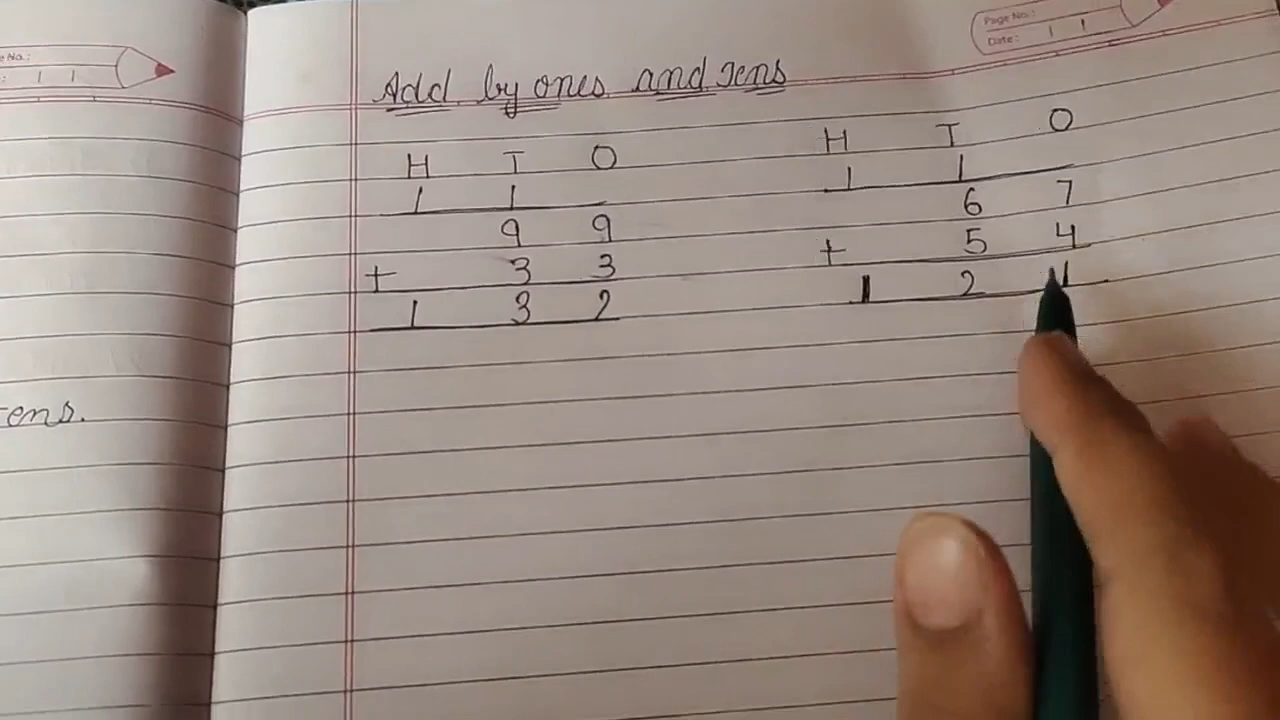 e No.:
: | |
Page No.:
Date: | |
Add by ones and Tens
H T O
1 1
9 9
+ 3 3
1 3 2
H T O
1 1
6 7
+ 5 4
1 2 1
Tens.